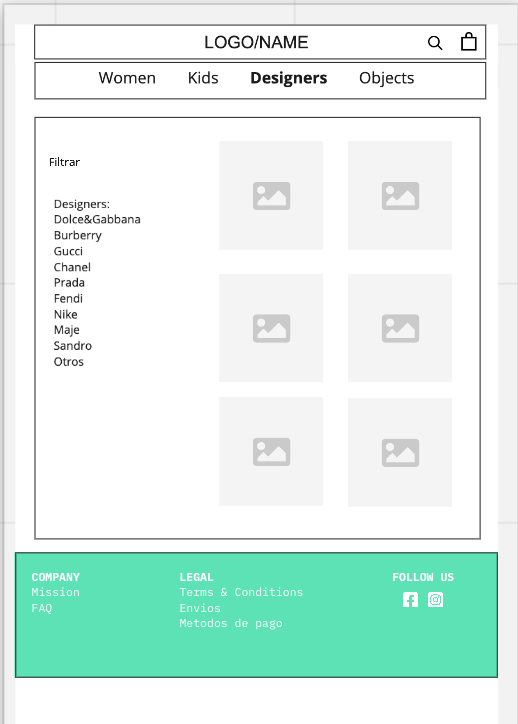 LOGO/NAME
Women Kids Designers Objects
Filtrar
Designers:
Dolce&Gabbana
Burberry
Gucci
Chanel
Prada
Fendi
Nike
Maje
Sandro
Otros
COMPANY
Mission
FAQ
LEGAL
Terms & Conditions
Envios
Metodos de pago
FOLLOW US